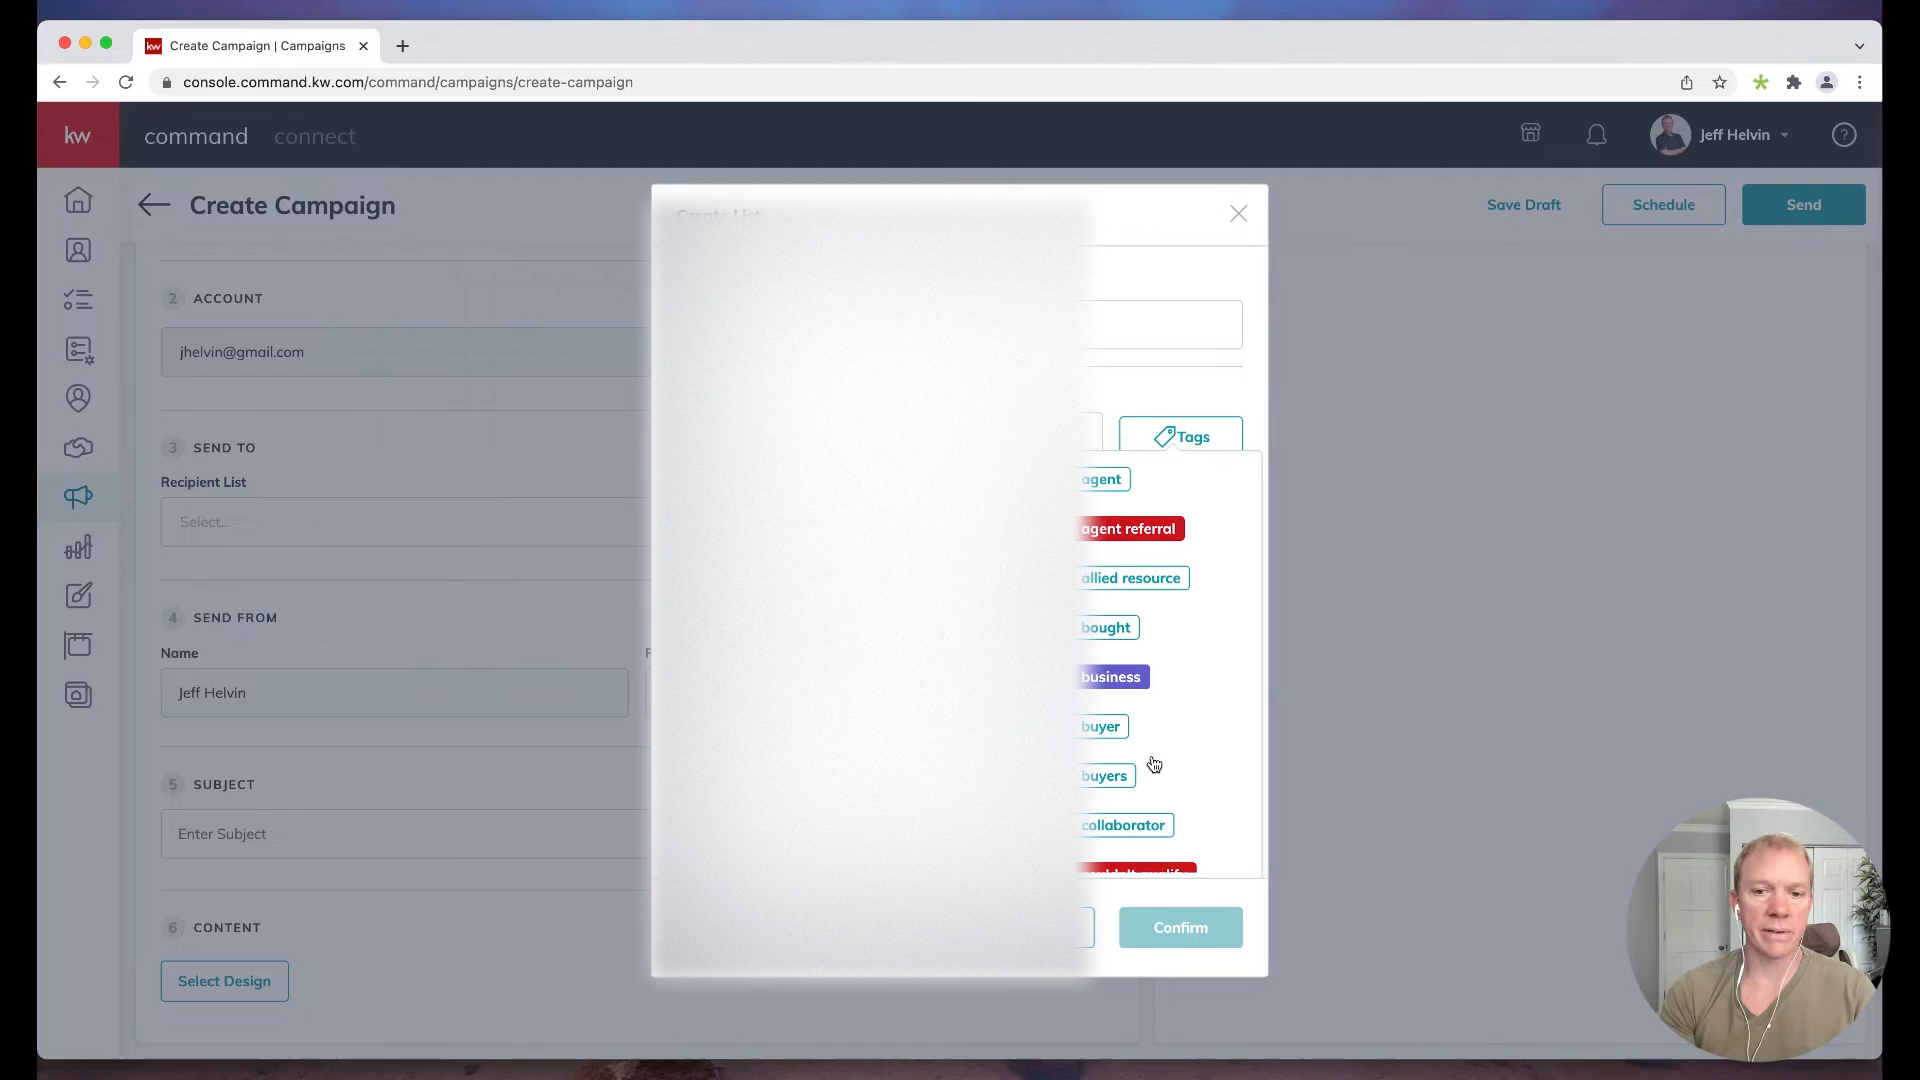 kw Create Campaign | Campaigns
console.command.kw.com/command/campaigns/create-campaign
kw command connect Jeff Helvin
Create Campaign
Save Draft Schedule Send
Create List
2 ACCOUNT
jhelvin@gmail.com
Tags
3 SEND TO
Recipient List
Select...
agent
agent referral
allied resource
bought
business
buyer
buyers
collaborator
4 SEND FROM
Name
Jeff Helvin
5 SUBJECT
Enter Subject
6 CONTENT
Select Design
Confirm